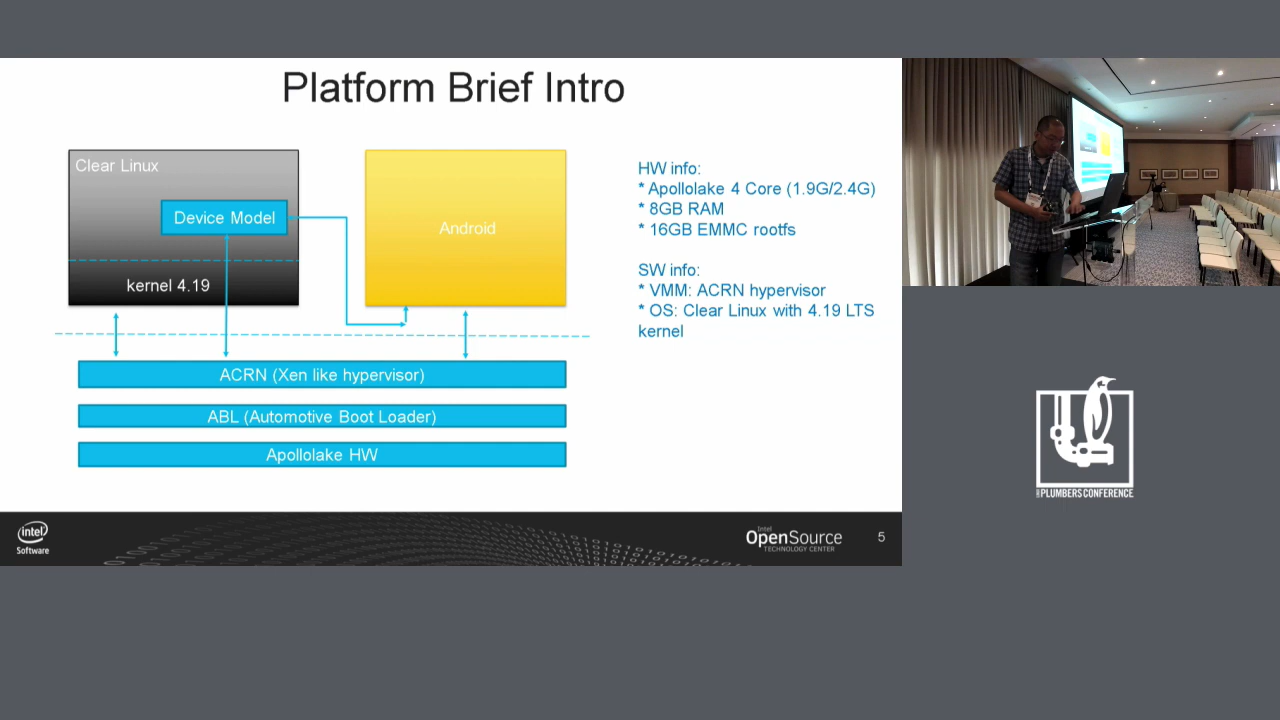 Platform Brief Intro
Clear Linux
Device Model
kernel 4.19
Android
HW info:
* Apollolake 4 Core (1.9G/2.4G)
* 8GB RAM
* 16GB EMMC rootfs
SW info:
* VMM: ACRN hypervisor
* OS: Clear Linux with 4.19 LTS
kernel
ACRN (Xen like hypervisor)
ABL (Automotive Boot Loader)
Apollolake HW
intel
Software
Intel
OpenSource
TECHNOLOGY CENTER
5
PLUMBERS CONFERENCE